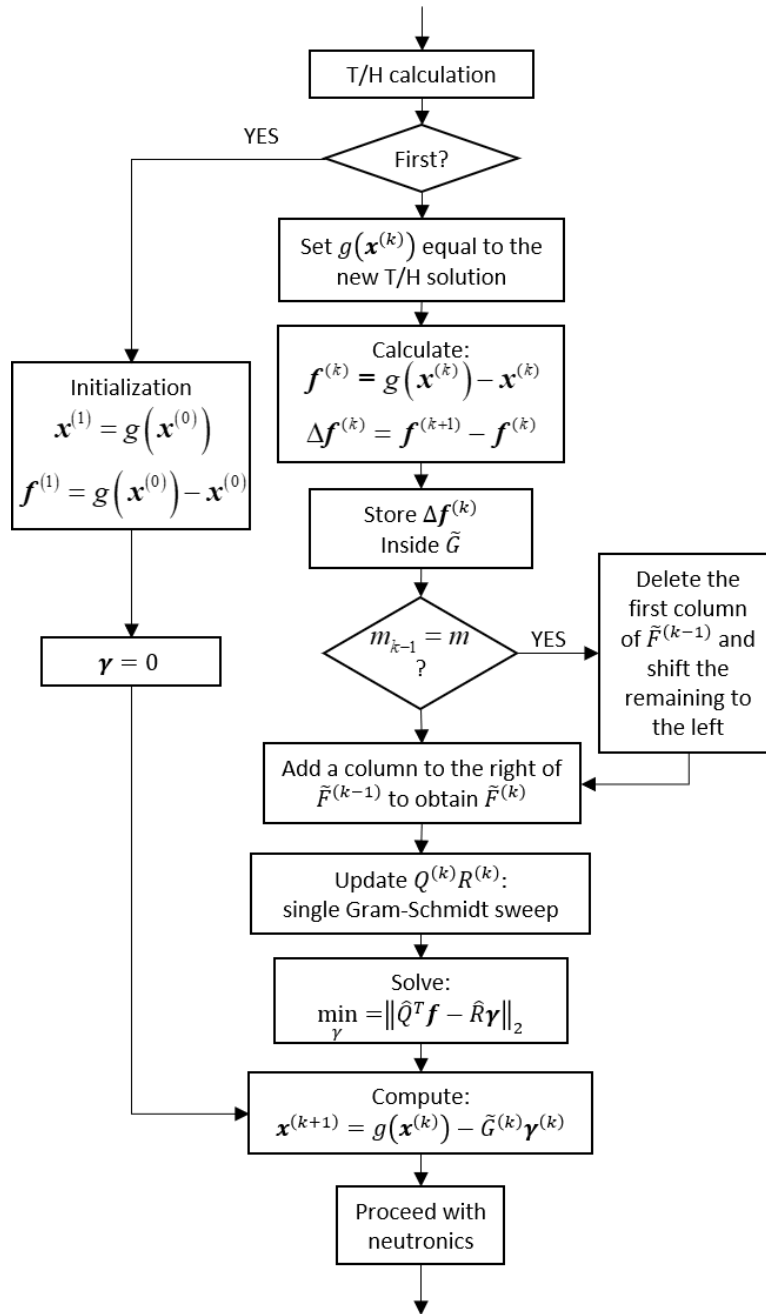 T/H calculation
YES
First?
Set g(𝒙⁽ᵏ⁾) equal to the
new T/H solution
Calculate:
𝒇⁽ᵏ⁾ = g(𝒙⁽ᵏ⁾) − 𝒙⁽ᵏ⁾
Δ𝒇⁽ᵏ⁾ = 𝒇⁽ᵏ⁺¹⁾ − 𝒇⁽ᵏ⁾
Initialization
𝒙⁽¹⁾ = g(𝒙⁽⁰⁾)
𝒇⁽¹⁾ = g(𝒙⁽⁰⁾) − 𝒙⁽⁰⁾
Store Δ𝒇⁽ᵏ⁾
Inside G̃
Delete the
first column
of F̃⁽ᵏ⁻¹⁾ and
shift the
remaining to
the left
mₖ₋₁ = m
?
YES
𝜸 = 0
Add a column to the right of
F̃⁽ᵏ⁻¹⁾ to obtain F̃⁽ᵏ⁾
Update Q⁽ᵏ⁾R⁽ᵏ⁾:
single Gram-Schmidt sweep
Solve:
min_γ = ‖Q̂ᵀ𝒇 − R̂𝜸‖₂
Compute:
𝒙⁽ᵏ⁺¹⁾ = g(𝒙⁽ᵏ⁾) − G̃⁽ᵏ⁾𝜸⁽ᵏ⁾
Proceed with
neutronics